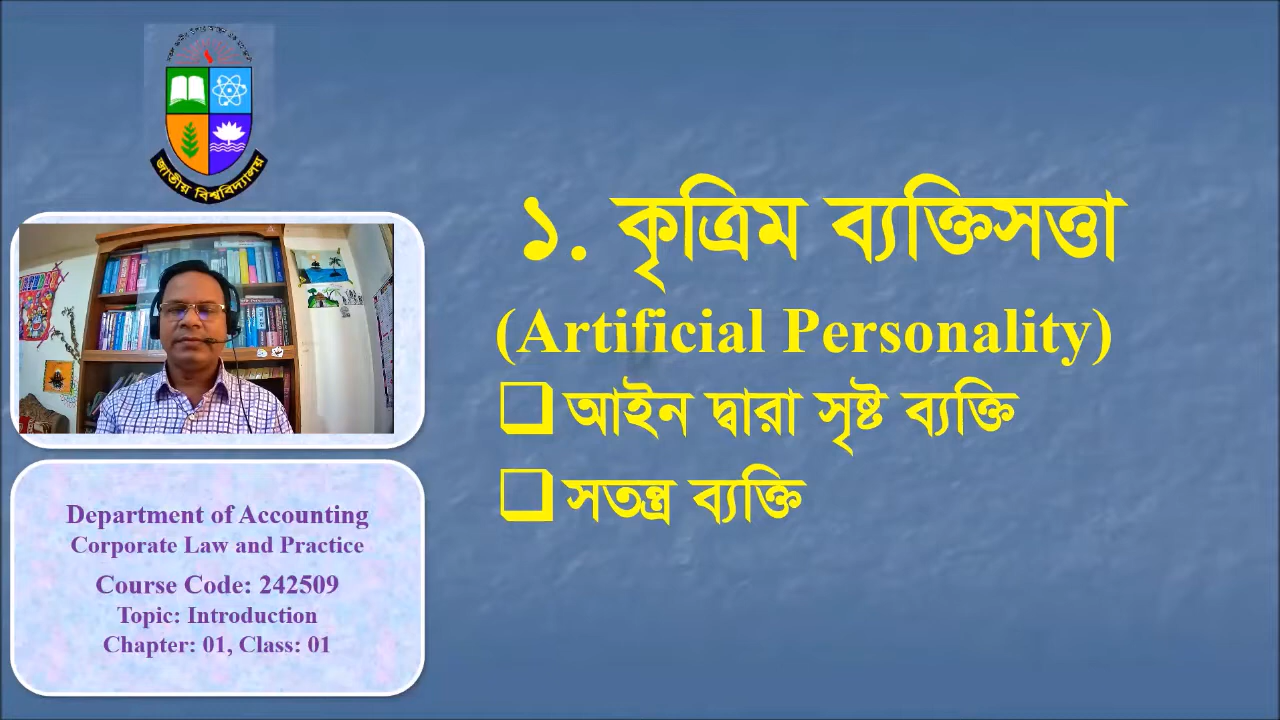 জাতীয় বিশ্ববিদ্যালয়
১. কৃত্রিম ব্যক্তিসত্তা
(Artificial Personality)
আইন দ্বারা সৃষ্ট ব্যক্তি
সতন্ত্র ব্যক্তি
Department of Accounting
Corporate Law and Practice
Course Code: 242509
Topic: Introduction
Chapter: 01, Class: 01